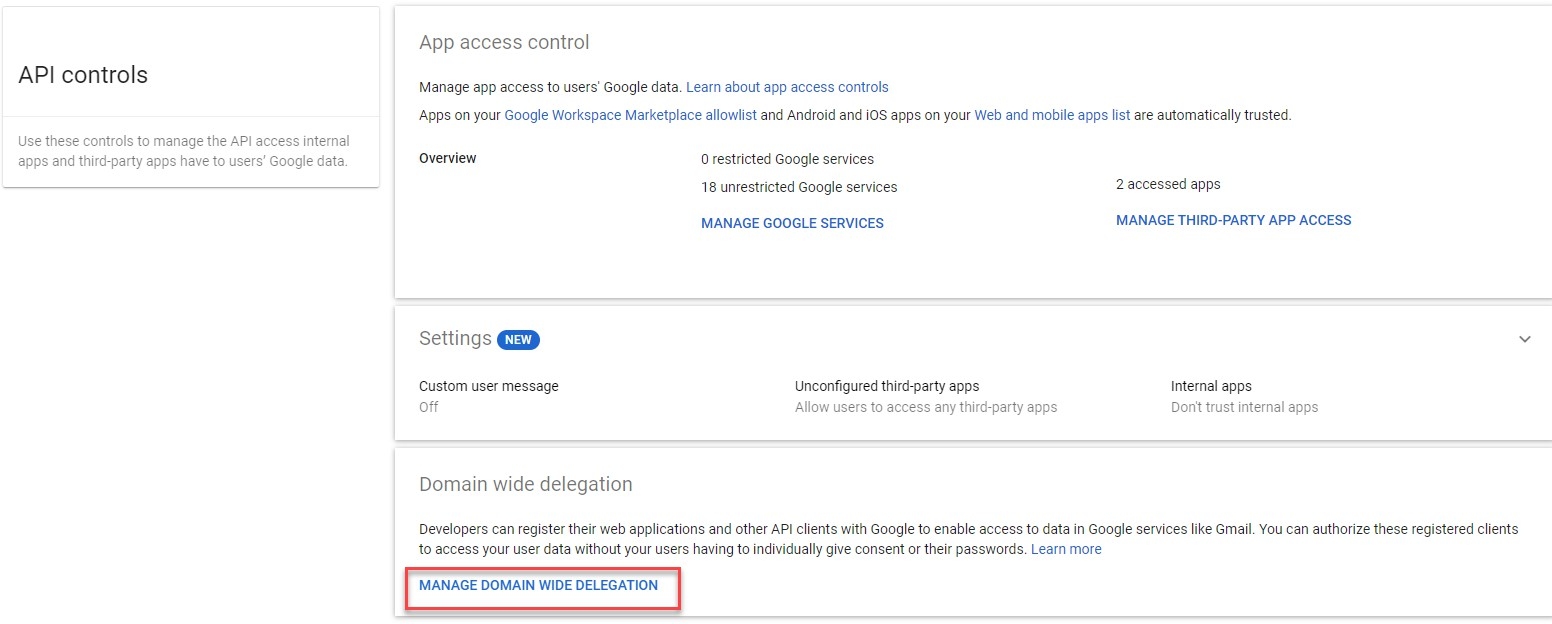 API controls
Use these controls to manage the API access internal
apps and third-party apps have to users' Google data.
App access control
Manage app access to users' Google data. Learn about app access controls
Apps on your Google Workspace Marketplace allowlist and Android and iOS apps on your Web and mobile apps list are automatically trusted.
Overview
0 restricted Google services
18 unrestricted Google services
MANAGE GOOGLE SERVICES
2 accessed apps
MANAGE THIRD-PARTY APP ACCESS
Settings NEW
Custom user message
Off
Unconfigured third-party apps
Allow users to access any third-party apps
Internal apps
Don't trust internal apps
Domain wide delegation
Developers can register their web applications and other API clients with Google to enable access to data in Google services like Gmail. You can authorize these registered clients
to access your user data without your users having to individually give consent or their passwords. Learn more
MANAGE DOMAIN WIDE DELEGATION